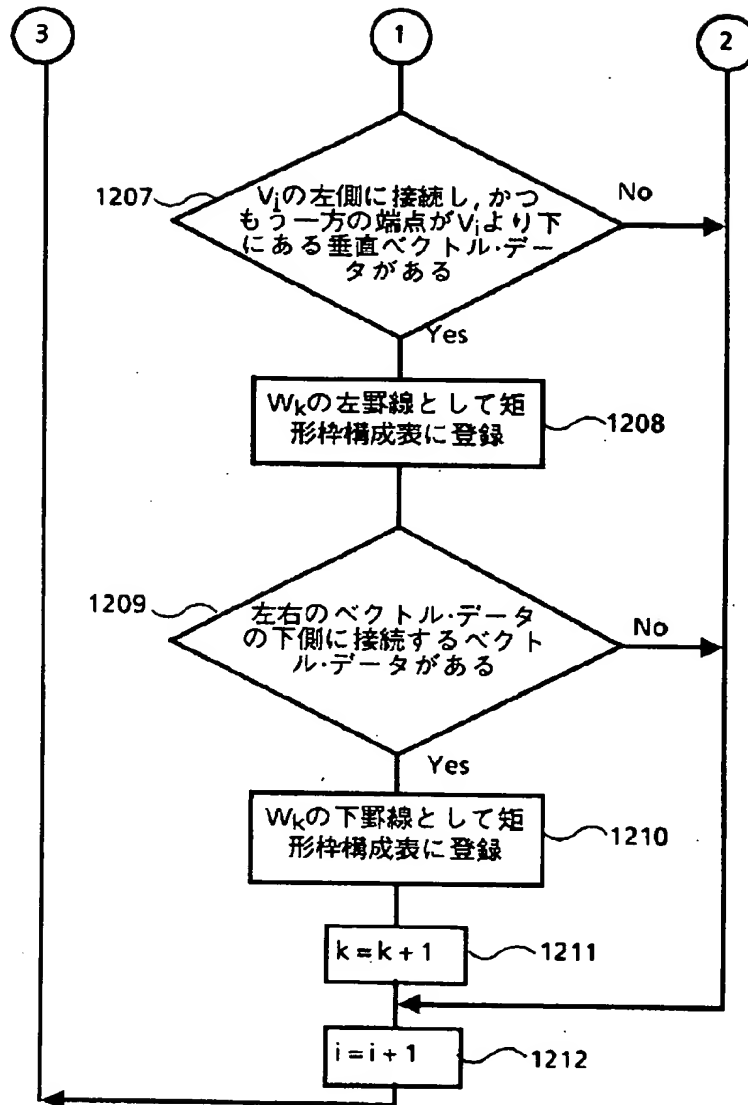 3
1
2
1207
Viの左側に接続し, かつ
もう一方の端点がViより下
にある垂直ベクトル・デー
タがある
No
Yes
Wkの左罫線として矩
形枠構成表に登録
1208
1209
左右のベクトル・データ
の下側に接続するベクト
ル・データがある
No
Yes
Wkの下罫線として矩
形枠構成表に登録
1210
k=k+1
1211
i=i+1
1212